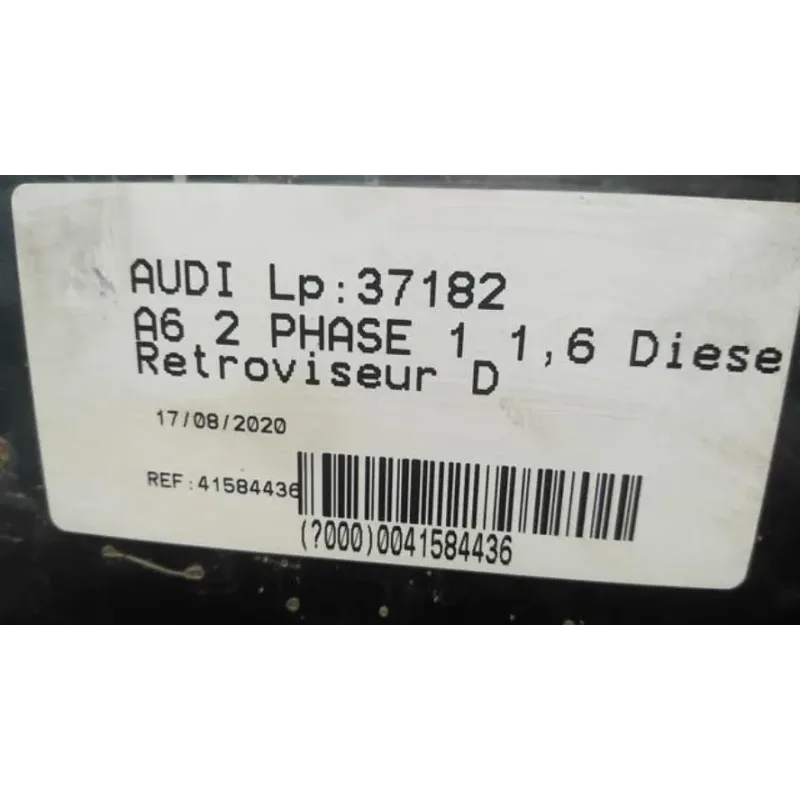 AUDI Lp:37182
A6 2 PHASE 1 1,6 Diese
Retroviseur D
17/08/2020
REF:41584436
(?000)0041584436